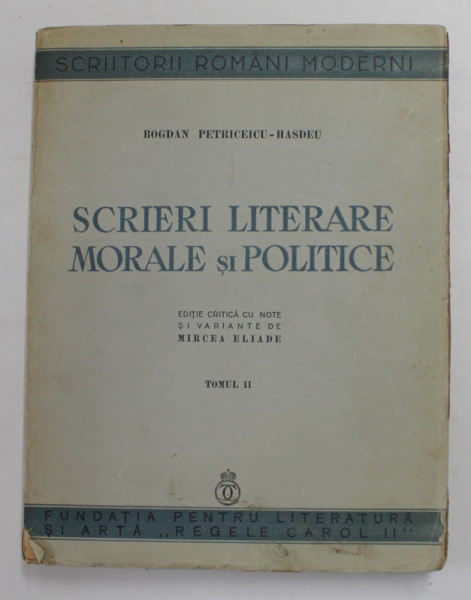 SCRIITORII ROMÂNI MODERNI
BOGDAN PETRICEICU-HASDEU
SCRIERI LITERARE
MORALE ȘI POLITICE
EDIȚIE CRITICĂ CU NOTE
ȘI VARIANTE DE
MIRCEA ELIADE
TOMUL II
FUNDAȚIA PENTRU LITERATURĂ
ȘI ARTĂ „REGELE CAROL II"